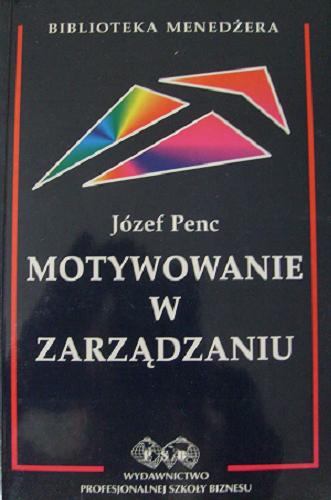 BIBLIOTEKA MENEDŻERA
Józef Penc
MOTYWOWANIE
W
ZARZĄDZANIU
P S B
WYDAWNICTWO
PROFESJONALNEJ SZKOŁY BIZNESU